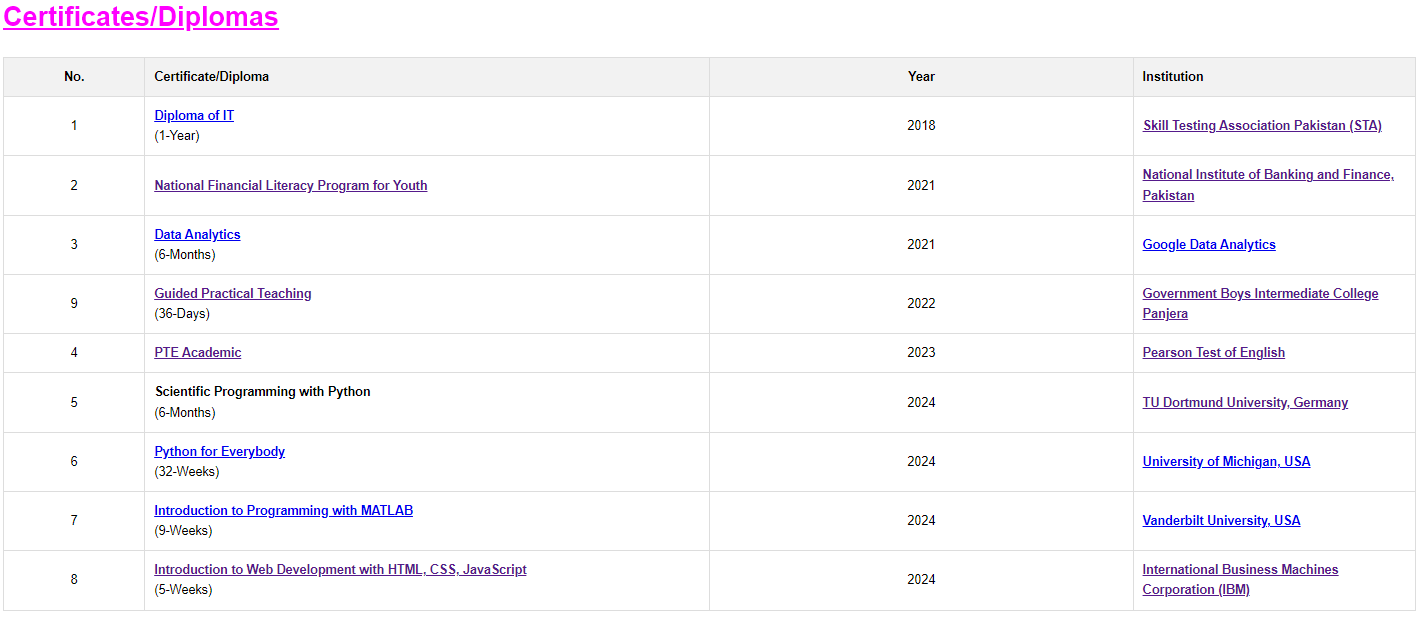 Certificates/Diplomas
No. Certificate/Diploma Year Institution
1 Diploma of IT (1-Year) 2018 Skill Testing Association Pakistan (STA)
2 National Financial Literacy Program for Youth 2021 National Institute of Banking and Finance, Pakistan
3 Data Analytics (6-Months) 2021 Google Data Analytics
9 Guided Practical Teaching (36-Days) 2022 Government Boys Intermediate College Panjera
4 PTE Academic 2023 Pearson Test of English
5 Scientific Programming with Python (6-Months) 2024 TU Dortmund University, Germany
6 Python for Everybody (32-Weeks) 2024 University of Michigan, USA
7 Introduction to Programming with MATLAB (9-Weeks) 2024 Vanderbilt University, USA
8 Introduction to Web Development with HTML, CSS, JavaScript (5-Weeks) 2024 International Business Machines Corporation (IBM)